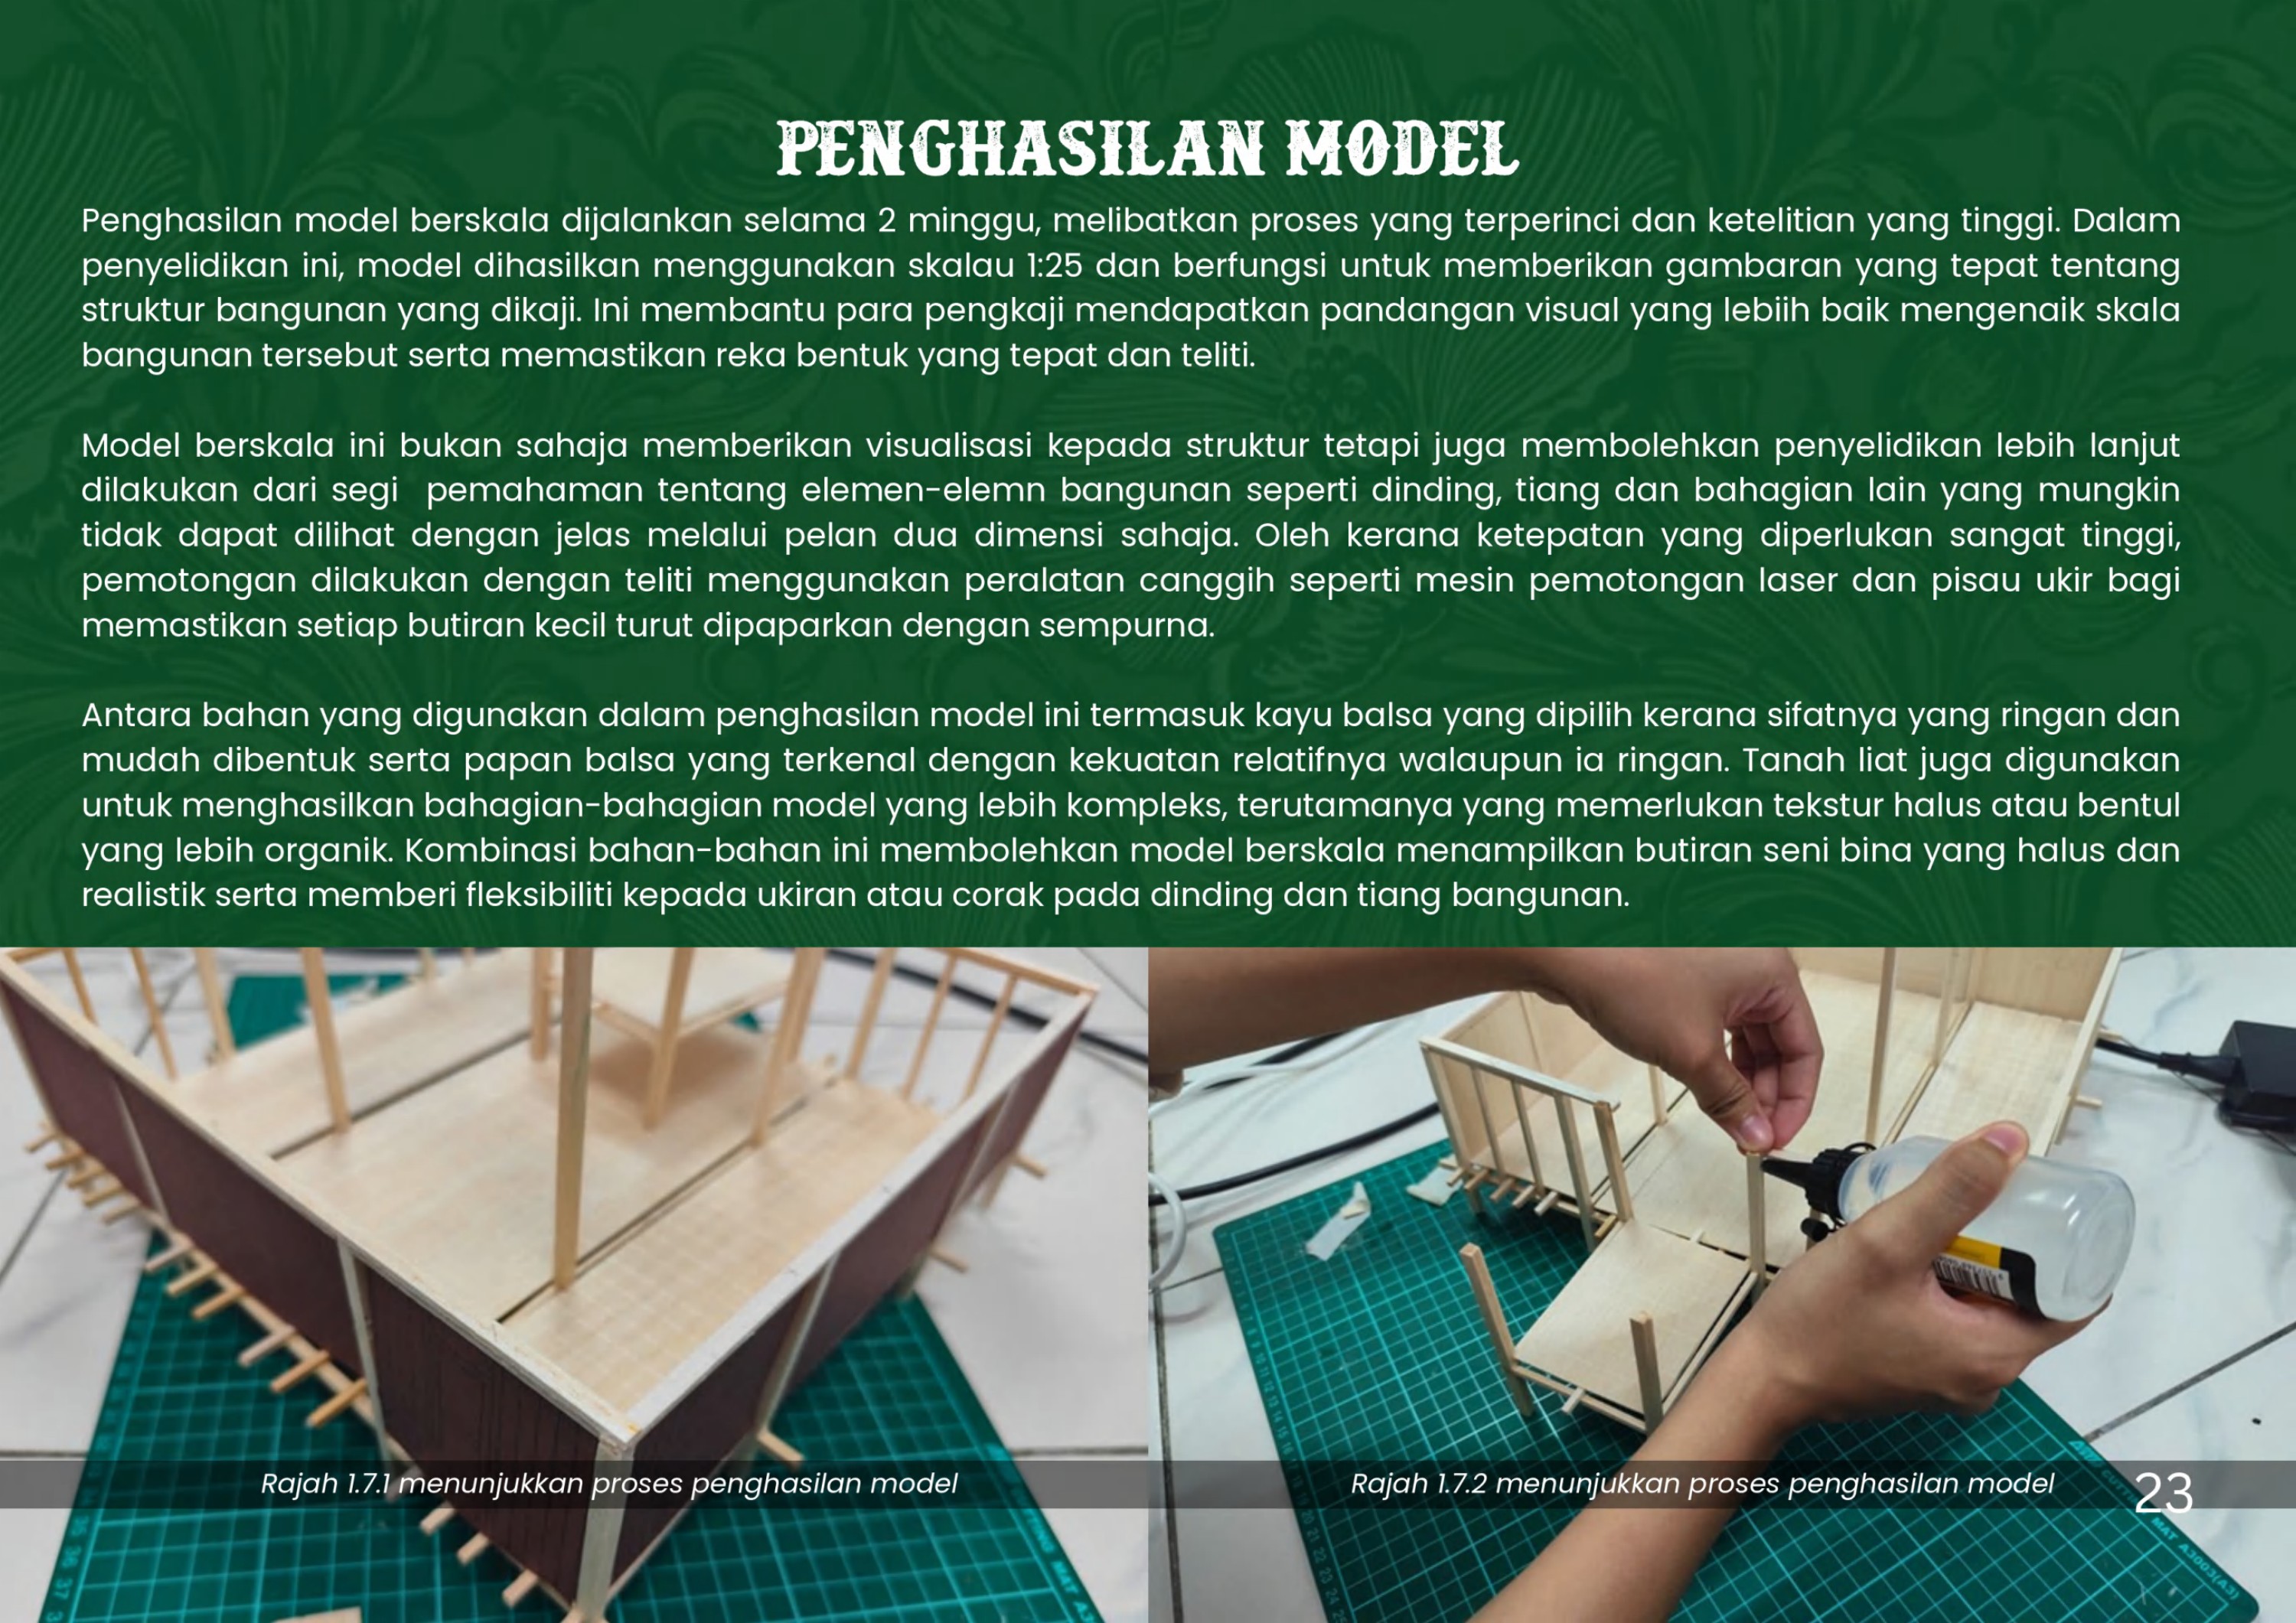 PENGHASILAN MODEL
Penghasilan model berskala dijalankan selama 2 minggu, melibatkan proses yang terperinci dan ketelitian yang tinggi. Dalam
penyelidikan ini, model dihasilkan menggunakan skalau 1:25 dan berfungsi untuk memberikan gambaran yang tepat tentang
struktur bangunan yang dikaji. Ini membantu para pengkaji mendapatkan pandangan visual yang lebiih baik mengenaik skala
bangunan tersebut serta memastikan reka bentuk yang tepat dan teliti.
Model berskala ini bukan sahaja memberikan visualisasi kepada struktur tetapi juga membolehkan penyelidikan lebih lanjut
dilakukan dari segi pemahaman tentang elemen-elemn bangunan seperti dinding, tiang dan bahagian lain yang mungkin
tidak dapat dilihat dengan jelas melalui pelan dua dimensi sahaja. Oleh kerana ketepatan yang diperlukan sangat tinggi,
pemotongan dilakukan dengan teliti menggunakan peralatan canggih seperti mesin pemotongan laser dan pisau ukir bagi
memastikan setiap butiran kecil turut dipaparkan dengan sempurna.
Antara bahan yang digunakan dalam penghasilan model ini termasuk kayu balsa yang dipilih kerana sifatnya yang ringan dan
mudah dibentuk serta papan balsa yang terkenal dengan kekuatan relatifnya walaupun ia ringan. Tanah liat juga digunakan
untuk menghasilkan bahagian-bahagian model yang lebih kompleks, terutamanya yang memerlukan tekstur halus atau bentul
yang lebih organik. Kombinasi bahan-bahan ini membolehkan model berskala menampilkan butiran seni bina yang halus dan
realistik serta memberi fleksibiliti kepada ukiran atau corak pada dinding dan tiang bangunan.
Rajah 1.7.1 menunjukkan proses penghasilan model
Rajah 1.7.2 menunjukkan proses penghasilan model
23
MAT A3003(A3)